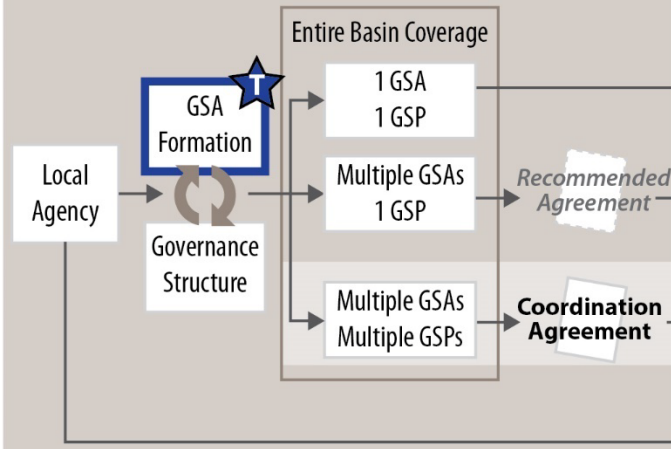 Entire Basin Coverage
T
GSA
Formation
1 GSA
1 GSP
Local
Agency
Multiple GSAs
1 GSP
Recommended
Agreement
Governance
Structure
Multiple GSAs
Multiple GSPs
Coordination
Agreement